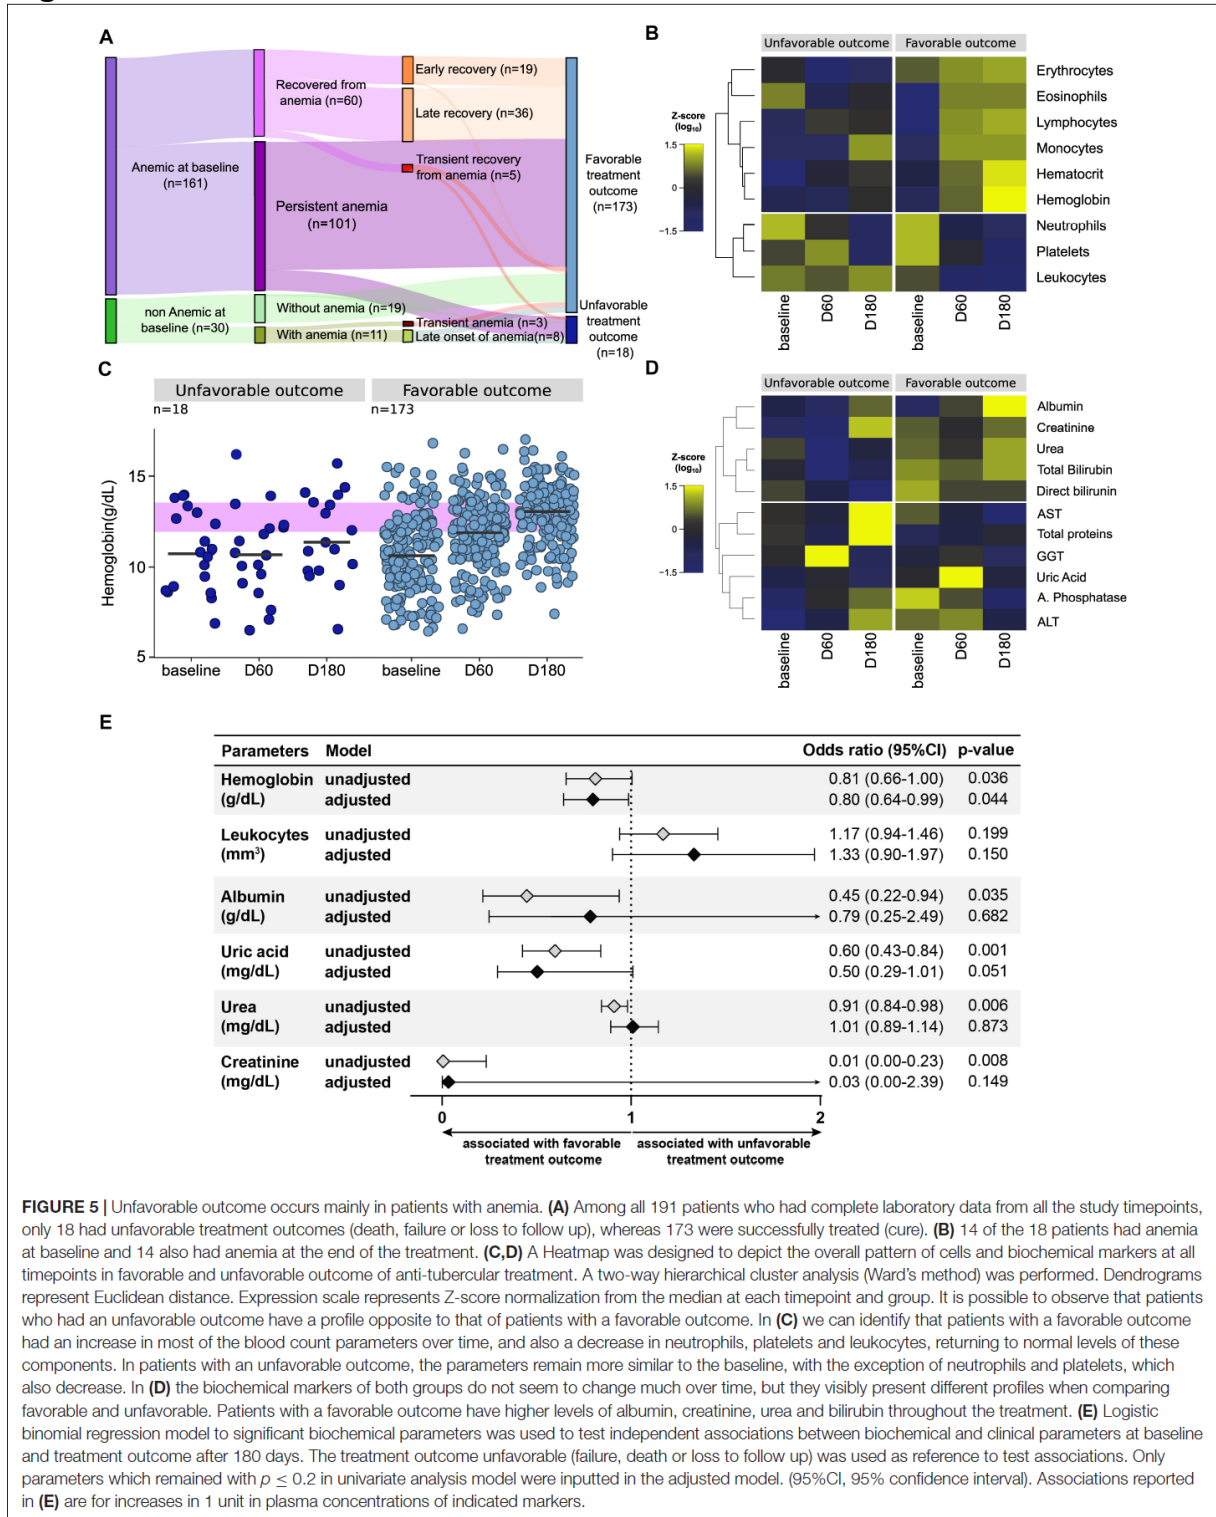 A
Early recovery (n=19)
Recovered from
anemia (n=60)
Late recovery (n=36)
Anemic at baseline
(n=161)
Transient recovery
from anemia (n=5)
Favorable
treatment
outcome
(n=173)
Persistent anemia
(n=101)
non Anemic at
baseline (n=30)
Without anemia (n=19)
With anemia (n=11)
Transient anemia (n=3)
Late onset of anemia(n=8)
Unfavorable
treatment
outcome
(n=18)
B
Unfavorable outcome
Favorable outcome
Z-score
(log10)
1.5
0
−1.5
Erythrocytes
Eosinophils
Lymphocytes
Monocytes
Hematocrit
Hemoglobin
Neutrophils
Platelets
Leukocytes
baseline
D60
D180
baseline
D60
D180
C
Unfavorable outcome
Favorable outcome
n=18
n=173
Hemoglobin(g/dL)
15
10
5
baseline
D60
D180
baseline
D60
D180
D
Unfavorable outcome
Favorable outcome
Z-score
(log10)
1.5
0
−1.5
Albumin
Creatinine
Urea
Total Bilirubin
Direct bilirunin
AST
Total proteins
GGT
Uric Acid
A. Phosphatase
ALT
baseline
D60
D180
baseline
D60
D180
E
Parameters Model Odds ratio (95%CI) p-value
Hemoglobin unadjusted 0.81 (0.66-1.00) 0.036
(g/dL) adjusted 0.80 (0.64-0.99) 0.044
Leukocytes unadjusted 1.17 (0.94-1.46) 0.199
(mm³) adjusted 1.33 (0.90-1.97) 0.150
Albumin unadjusted 0.45 (0.22-0.94) 0.035
(g/dL) adjusted 0.79 (0.25-2.49) 0.682
Uric acid unadjusted 0.60 (0.43-0.84) 0.001
(mg/dL) adjusted 0.50 (0.29-1.01) 0.051
Urea unadjusted 0.91 (0.84-0.98) 0.006
(mg/dL) adjusted 1.01 (0.89-1.14) 0.873
Creatinine unadjusted 0.01 (0.00-0.23) 0.008
(mg/dL) adjusted 0.03 (0.00-2.39) 0.149
0 1 2
associated with favorable
treatment outcome
associated with unfavorable
treatment outcome
FIGURE 5 | Unfavorable outcome occurs mainly in patients with anemia. (A) Among all 191 patients who had complete laboratory data from all the study timepoints,
only 18 had unfavorable treatment outcomes (death, failure or loss to follow up), whereas 173 were successfully treated (cure). (B) 14 of the 18 patients had anemia
at baseline and 14 also had anemia at the end of the treatment. (C,D) A Heatmap was designed to depict the overall pattern of cells and biochemical markers at all
timepoints in favorable and unfavorable outcome of anti-tubercular treatment. A two-way hierarchical cluster analysis (Ward's method) was performed. Dendrograms
represent Euclidean distance. Expression scale represents Z-score normalization from the median at each timepoint and group. It is possible to observe that patients
who had an unfavorable outcome have a profile opposite to that of patients with a favorable outcome. In (C) we can identify that patients with a favorable outcome
had an increase in most of the blood count parameters over time, and also a decrease in neutrophils, platelets and leukocytes, returning to normal levels of these
components. In patients with an unfavorable outcome, the parameters remain more similar to the baseline, with the exception of neutrophils and platelets, which
also decrease. In (D) the biochemical markers of both groups do not seem to change much over time, but they visibly present different profiles when comparing
favorable and unfavorable. Patients with a favorable outcome have higher levels of albumin, creatinine, urea and bilirubin throughout the treatment. (E) Logistic
binomial regression model to significant biochemical parameters was used to test independent associations between biochemical and clinical parameters at baseline
and treatment outcome after 180 days. The treatment outcome unfavorable (failure, death or loss to follow up) was used as reference to test associations. Only
parameters which remained with p ≤ 0.2 in univariate analysis model were inputted in the adjusted model. (95%CI, 95% confidence interval). Associations reported
in (E) are for increases in 1 unit in plasma concentrations of indicated markers.